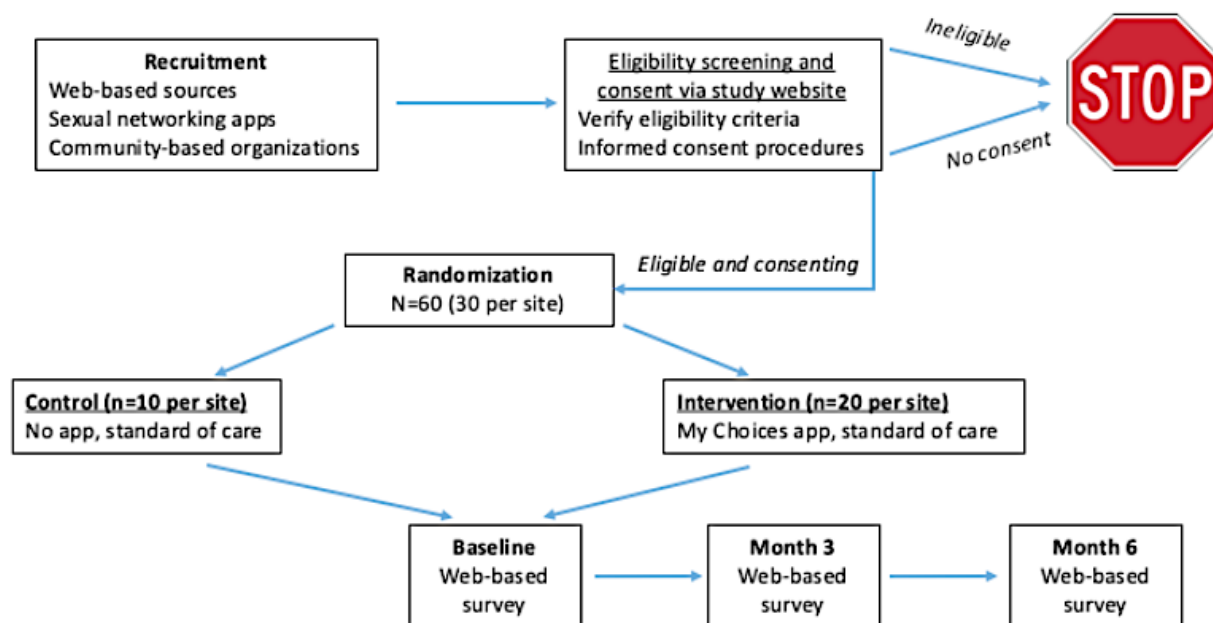 Recruitment
Web-based sources
Sexual networking apps
Community-based organizations
Eligibility screening and
consent via study website
Verify eligibility criteria
Informed consent procedures
Ineligible
No consent
STOP
Eligible and consenting
Randomization
N=60 (30 per site)
Control (n=10 per site)
No app, standard of care
Intervention (n=20 per site)
My Choices app, standard of care
Baseline
Web-based
survey
Month 3
Web-based
survey
Month 6
Web-based
survey